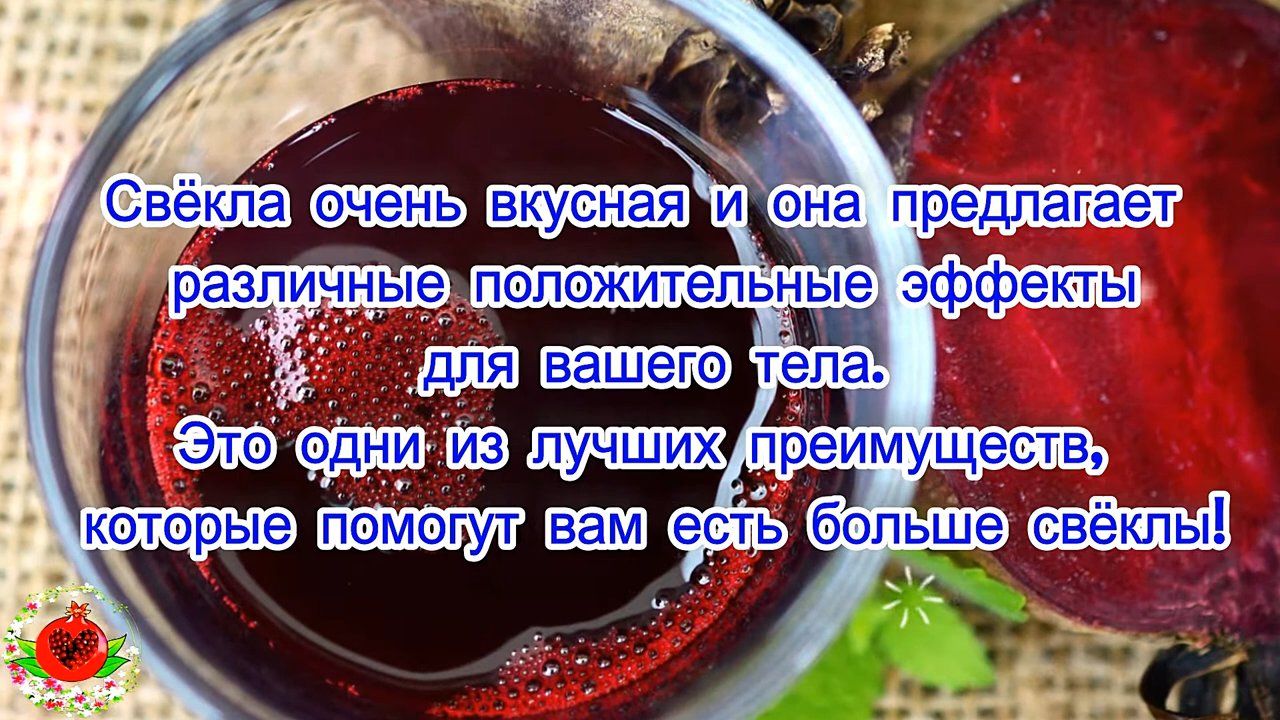 Свёкла очень вкусная и она предлагает
различные положительные эффекты
для вашего тела.
Это одни из лучших преимуществ,
которые помогут вам есть больше свёклы!